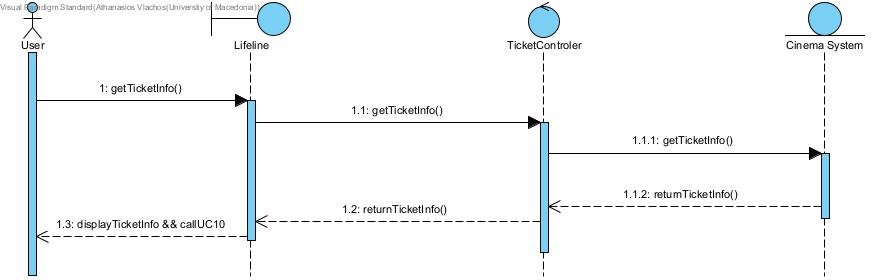 Visual Paradigm Standard(Athanasios Vlachos(University of Macedonia))
User
Lifeline
TicketControler
Cinema System
1: getTicketInfo()
1.1: getTicketInfo()
1.1.1: getTicketInfo()
1.1.2: returnTicketInfo()
1.2: returnTicketInfo()
1.3: displayTicketInfo && callUC10